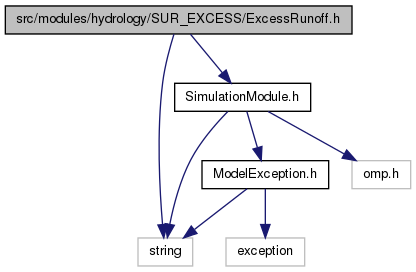 src/modules/hydrology/SUR_EXCESS/ExcessRunoff.h
SimulationModule.h
ModelException.h
omp.h
string
exception